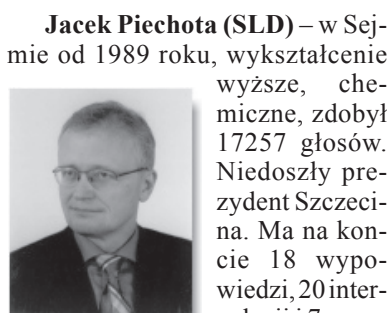 Jacek Piechota (SLD) – w Sej-
mie od 1989 roku, wykształcenie
wyższe, che-
miczne, zdobył
17257 głosów.
Niedoszły pre-
zydent Szczeci-
na. Ma na kon-
cie 18 wypo-
wiedzi, 20 inter-